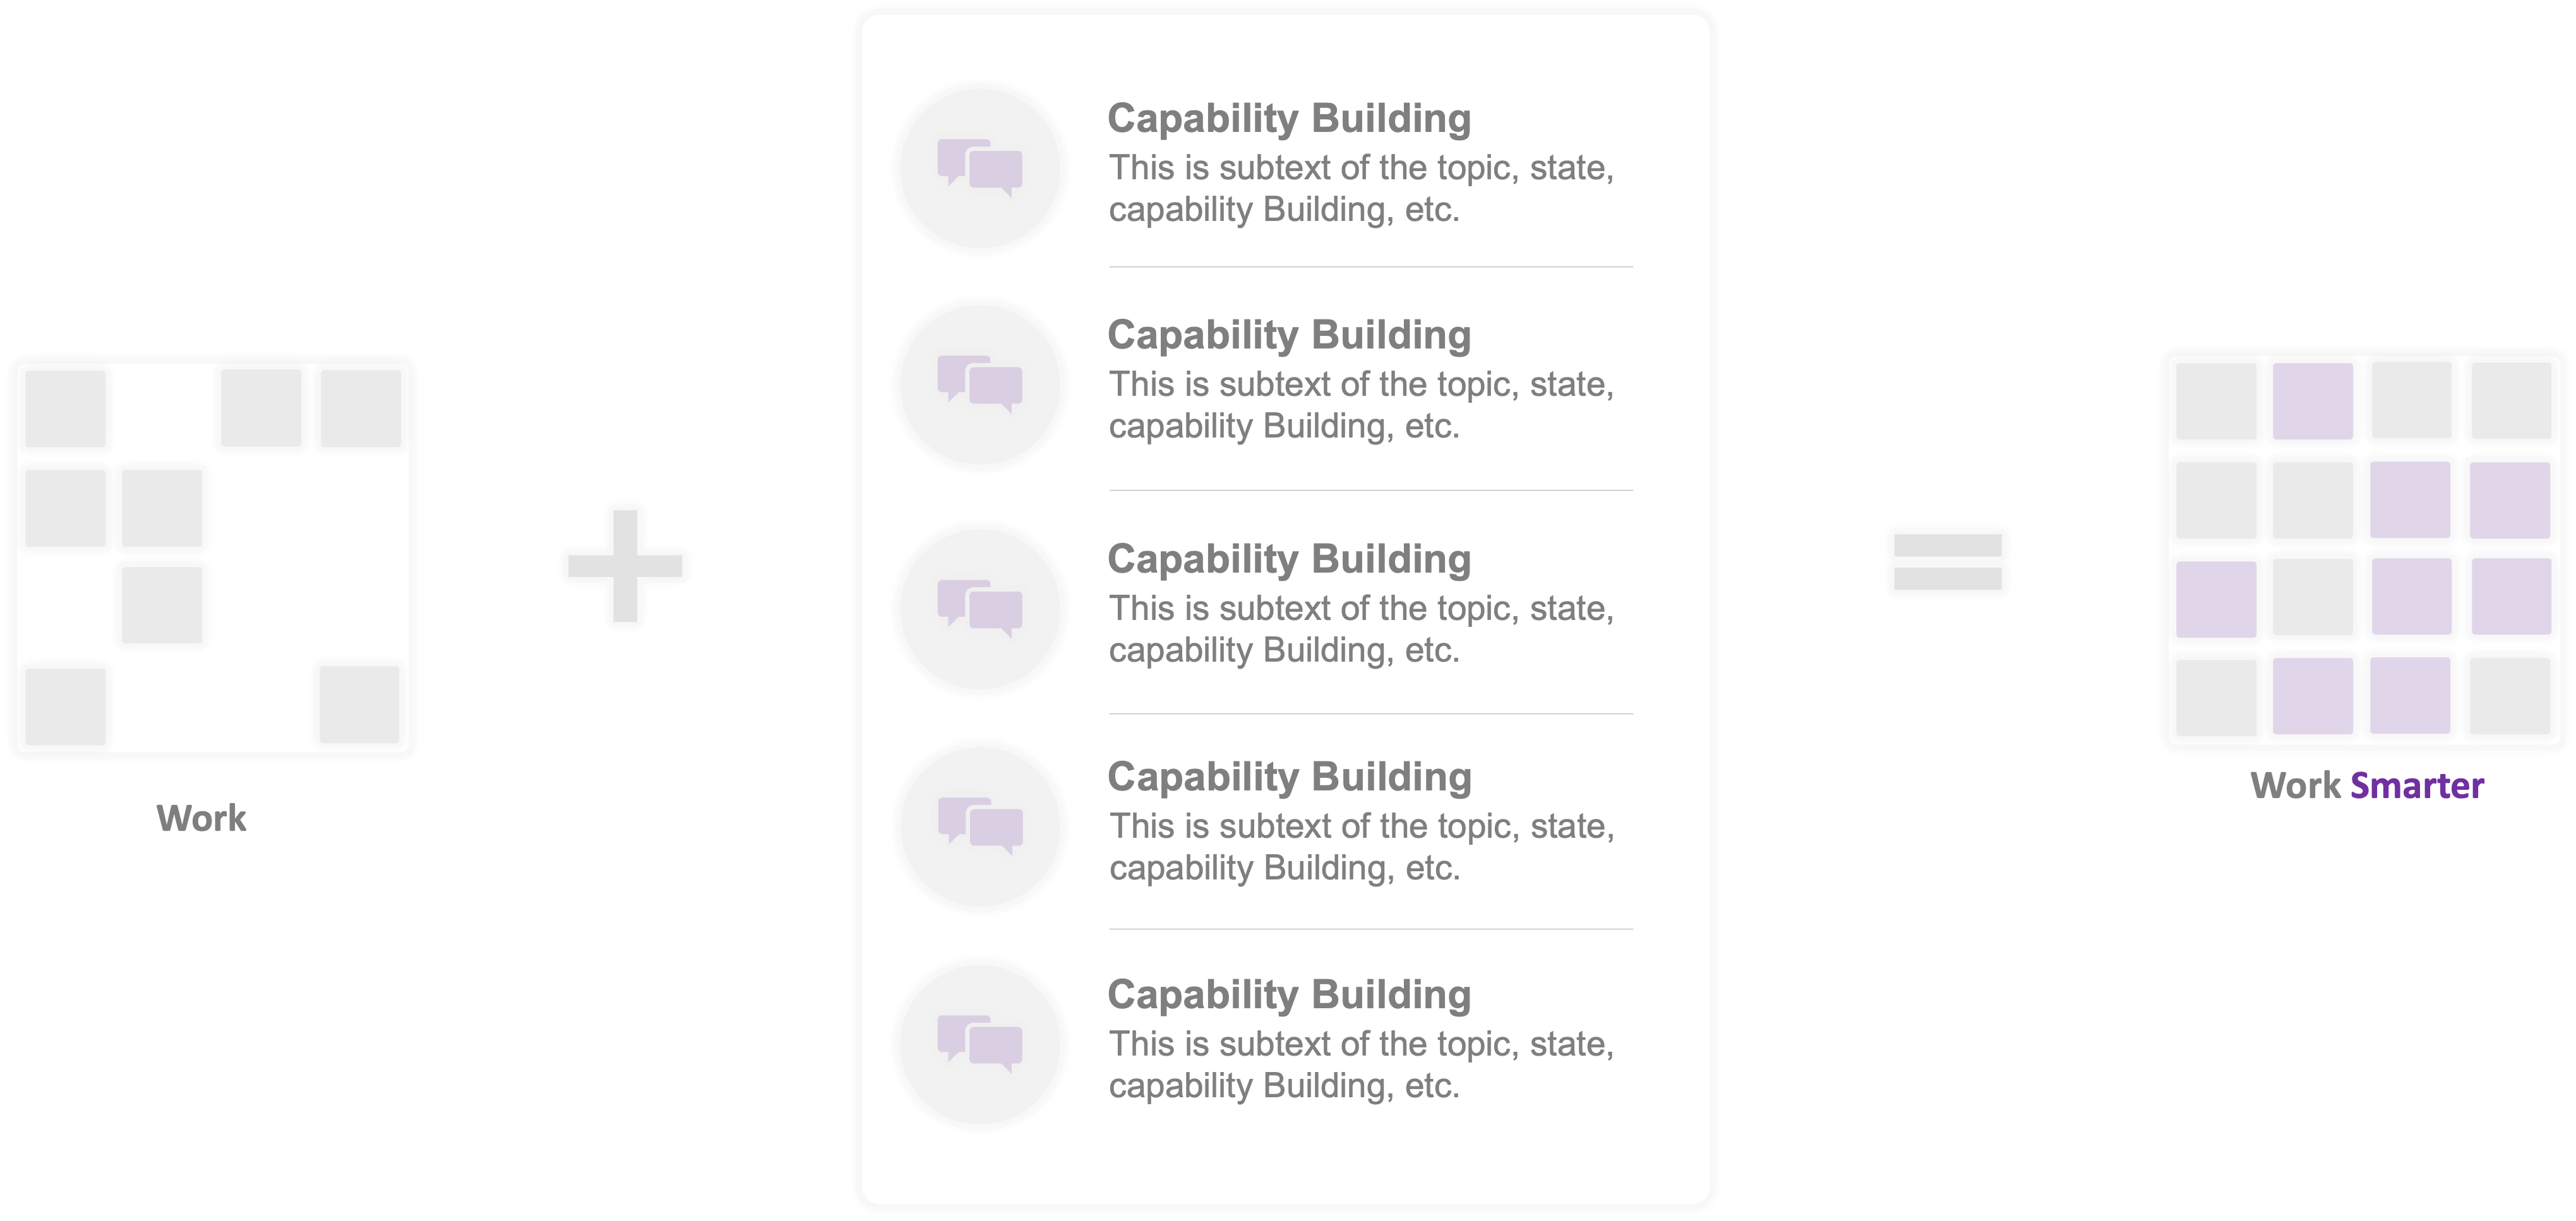 Work
Capability Building
This is subtext of the topic, state,
capability Building, etc.
Capability Building
This is subtext of the topic, state,
capability Building, etc.
Capability Building
This is subtext of the topic, state,
capability Building, etc.
Capability Building
This is subtext of the topic, state,
capability Building, etc.
Capability Building
This is subtext of the topic, state,
capability Building, etc.
Work Smarter